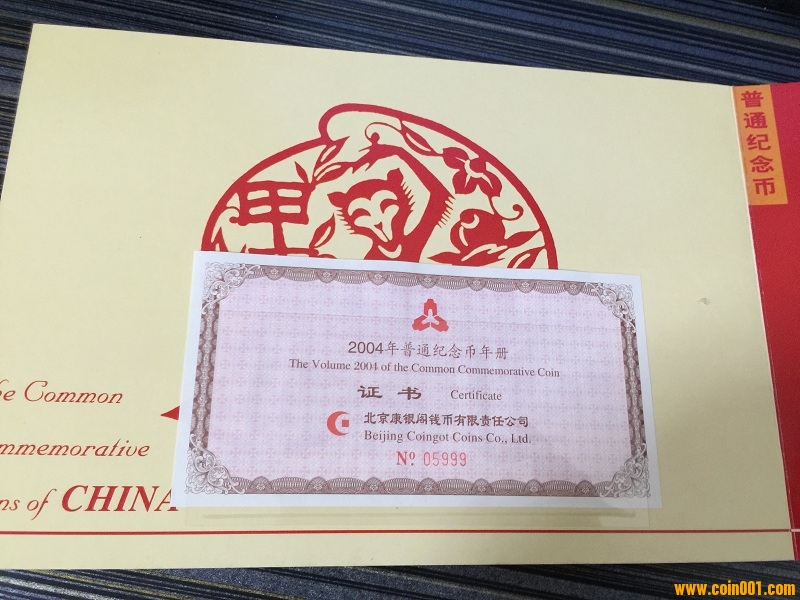 普通纪念币
甲
2004年普通纪念币年册
The Volume 2004 of the Common Commemorative Coin
证书 Certificate
北京康银阁钱币有限责任公司
Beijing Coingot Coins Co., Ltd.
Nº 05999
he Common
ommemorative
ns of CHINA
www.coin001.com